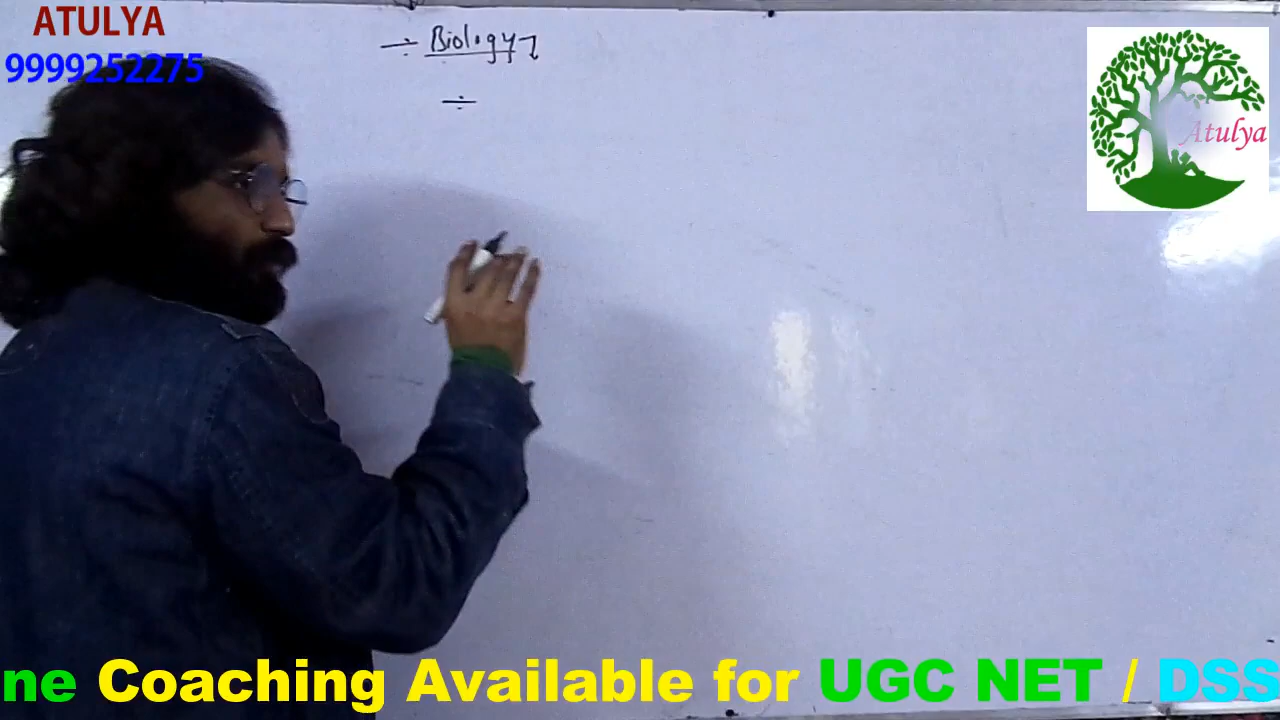 ATULYA
9999252275
÷ Biology
÷
Atulya
ne Coaching Available for UGC NET / DSS